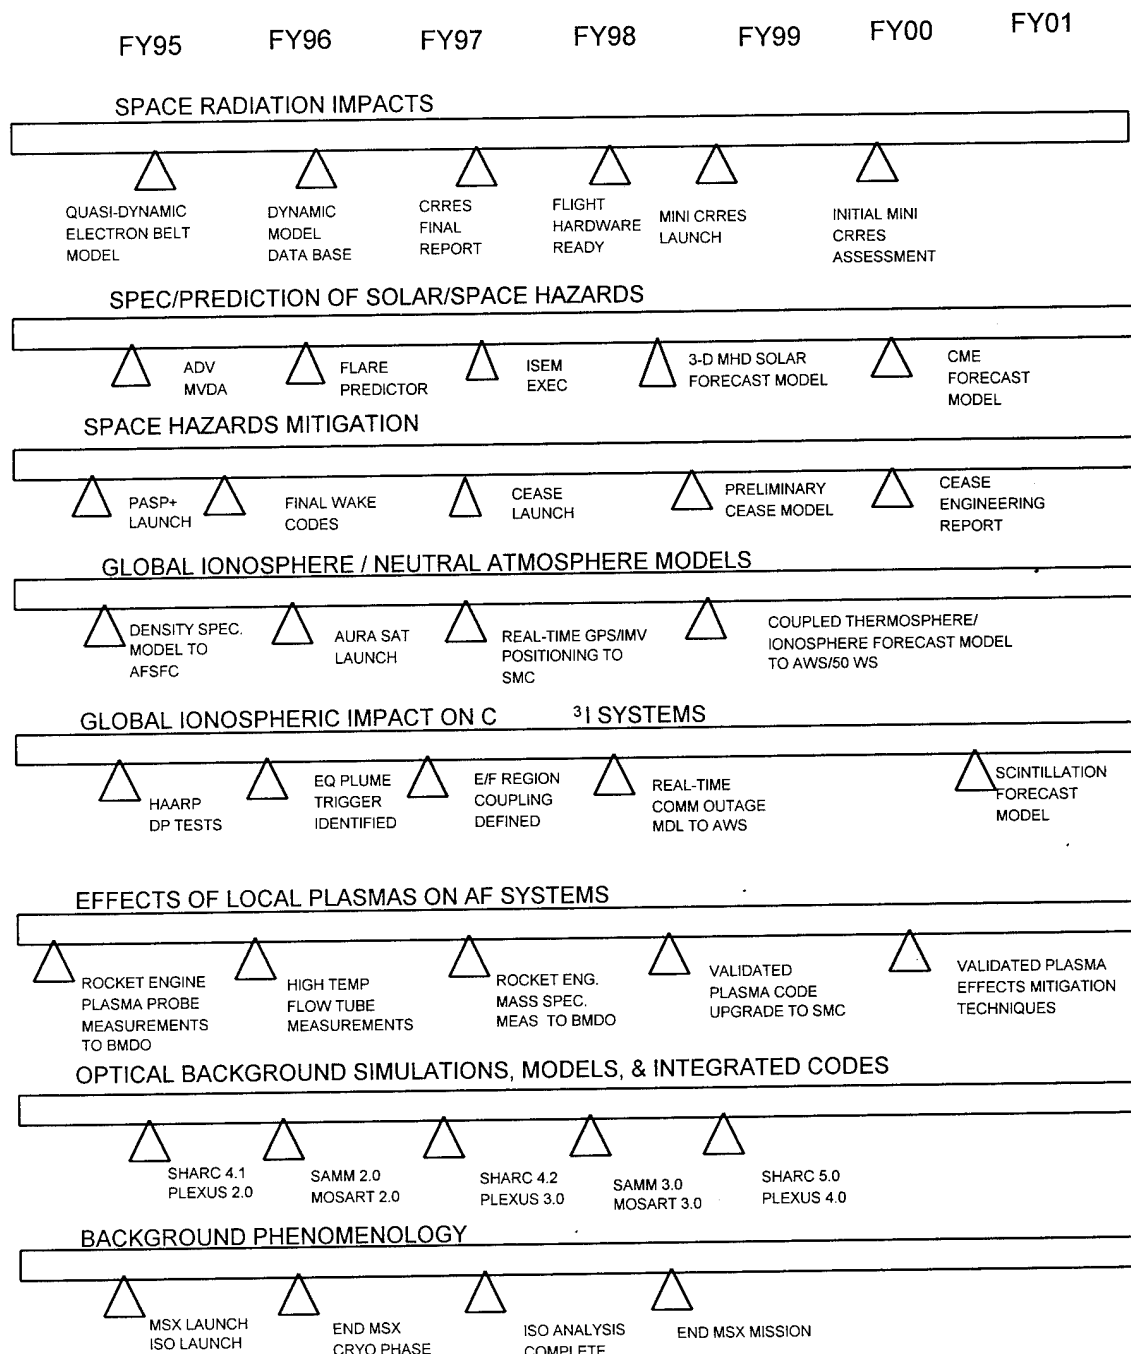 FY95 FY96 FY97 FY98 FY99 FY00 FY01
SPACE RADIATION IMPACTS
QUASI-DYNAMIC
ELECTRON BELT
MODEL
DYNAMIC
MODEL
DATA BASE
CRRES
FINAL
REPORT
FLIGHT
HARDWARE
READY
MINI CRRES
LAUNCH
INITIAL MINI
CRRES
ASSESSMENT
SPEC/PREDICTION OF SOLAR/SPACE HAZARDS
ADV
MVDA
FLARE
PREDICTOR
ISEM
EXEC
3-D MHD SOLAR
FORECAST MODEL
CME
FORECAST
MODEL
SPACE HAZARDS MITIGATION
PASP+
LAUNCH
FINAL WAKE
CODES
CEASE
LAUNCH
PRELIMINARY
CEASE MODEL
CEASE
ENGINEERING
REPORT
GLOBAL IONOSPHERE / NEUTRAL ATMOSPHERE MODELS
DENSITY SPEC.
MODEL TO
AFSFC
AURA SAT
LAUNCH
REAL-TIME GPS/IMV
POSITIONING TO
SMC
COUPLED THERMOSPHERE/
IONOSPHERE FORECAST MODEL
TO AWS/50 WS
GLOBAL IONOSPHERIC IMPACT ON C ³I SYSTEMS
HAARP
DP TESTS
EQ PLUME
TRIGGER
IDENTIFIED
E/F REGION
COUPLING
DEFINED
REAL-TIME
COMM OUTAGE
MDL TO AWS
SCINTILLATION
FORECAST
MODEL
EFFECTS OF LOCAL PLASMAS ON AF SYSTEMS
ROCKET ENGINE
PLASMA PROBE
MEASUREMENTS
TO BMDO
HIGH TEMP
FLOW TUBE
MEASUREMENTS
ROCKET ENG.
MASS SPEC.
MEAS TO BMDO
VALIDATED
PLASMA CODE
UPGRADE TO SMC
VALIDATED PLASMA
EFFECTS MITIGATION
TECHNIQUES
OPTICAL BACKGROUND SIMULATIONS, MODELS, & INTEGRATED CODES
SHARC 4.1
PLEXUS 2.0
SAMM 2.0
MOSART 2.0
SHARC 4.2
PLEXUS 3.0
SAMM 3.0
MOSART 3.0
SHARC 5.0
PLEXUS 4.0
BACKGROUND PHENOMENOLOGY
MSX LAUNCH
ISO LAUNCH
END MSX
CRYO PHASE
ISO ANALYSIS
COMPLETE
END MSX MISSION